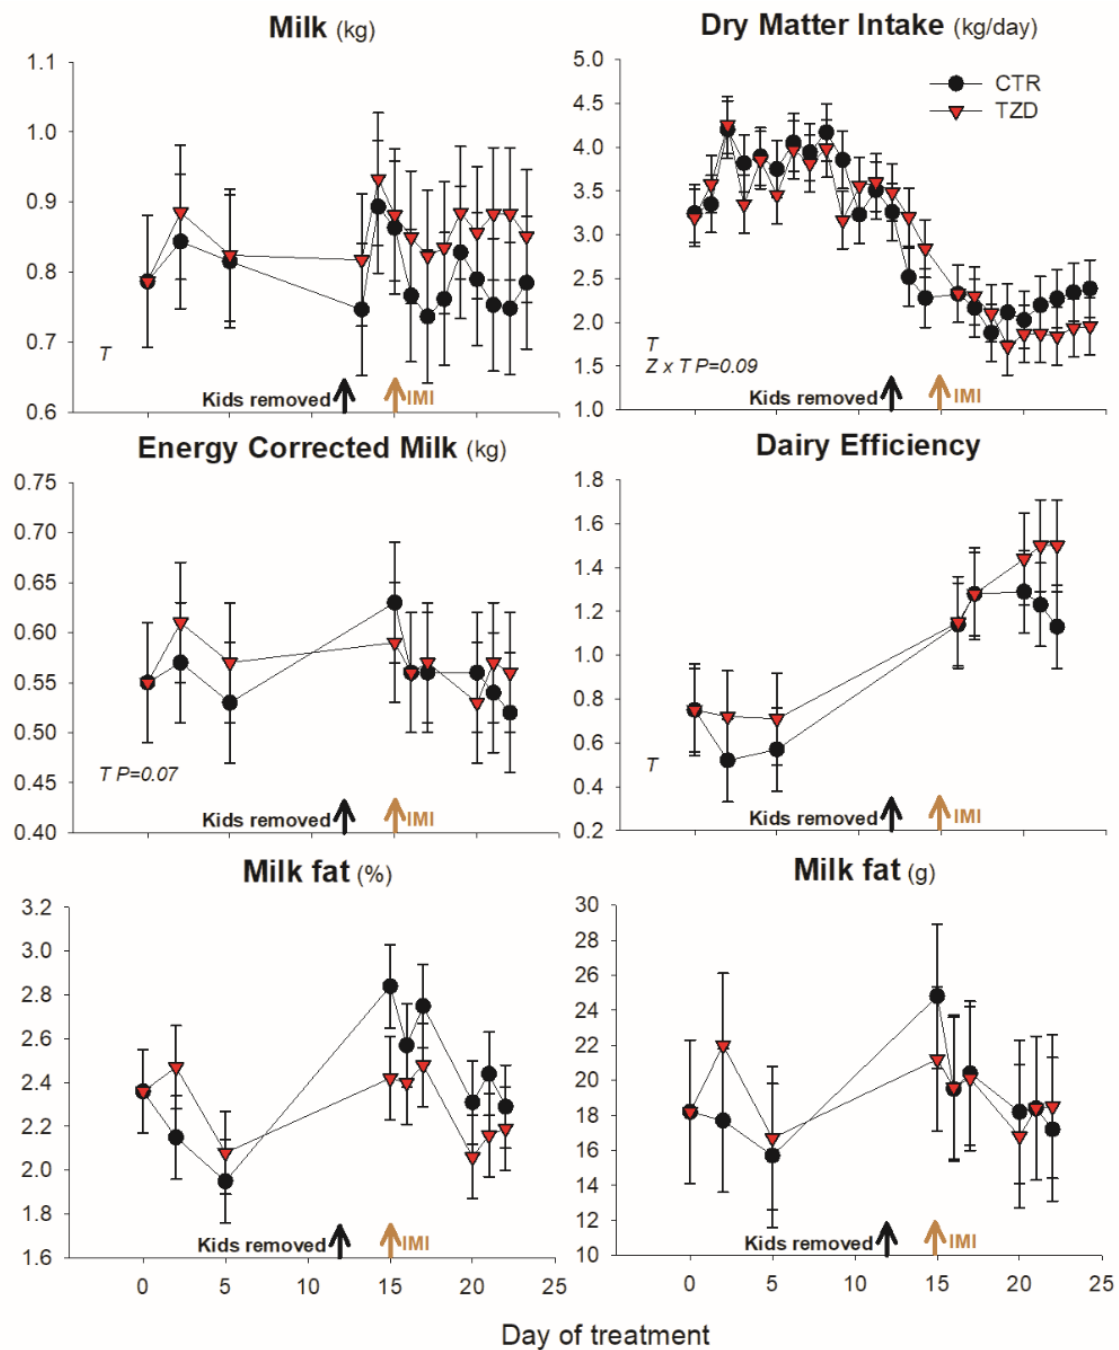 Milk (kg)
1.1
1.0
0.9
0.8
0.7
0.6
T
Kids removed
IMI
Dry Matter Intake (kg/day)
5.0
4.5
4.0
3.5
3.0
2.5
2.0
1.5
1.0
CTR
TZD
T
Z x T P=0.09
Kids removed
IMI
Energy Corrected Milk (kg)
0.75
0.70
0.65
0.60
0.55
0.50
0.45
0.40
T P=0.07
Kids removed
IMI
Dairy Efficiency
1.8
1.6
1.4
1.2
1.0
0.8
0.6
0.4
0.2
T
Kids removed
IMI
Milk fat (%)
3.2
3.0
2.8
2.6
2.4
2.2
2.0
1.8
1.6
Kids removed
IMI
0 5 10 15 20 25
Milk fat (g)
30
28
26
24
22
20
18
16
14
12
10
Kids removed
IMI
0 5 10 15 20 25
Day of treatment